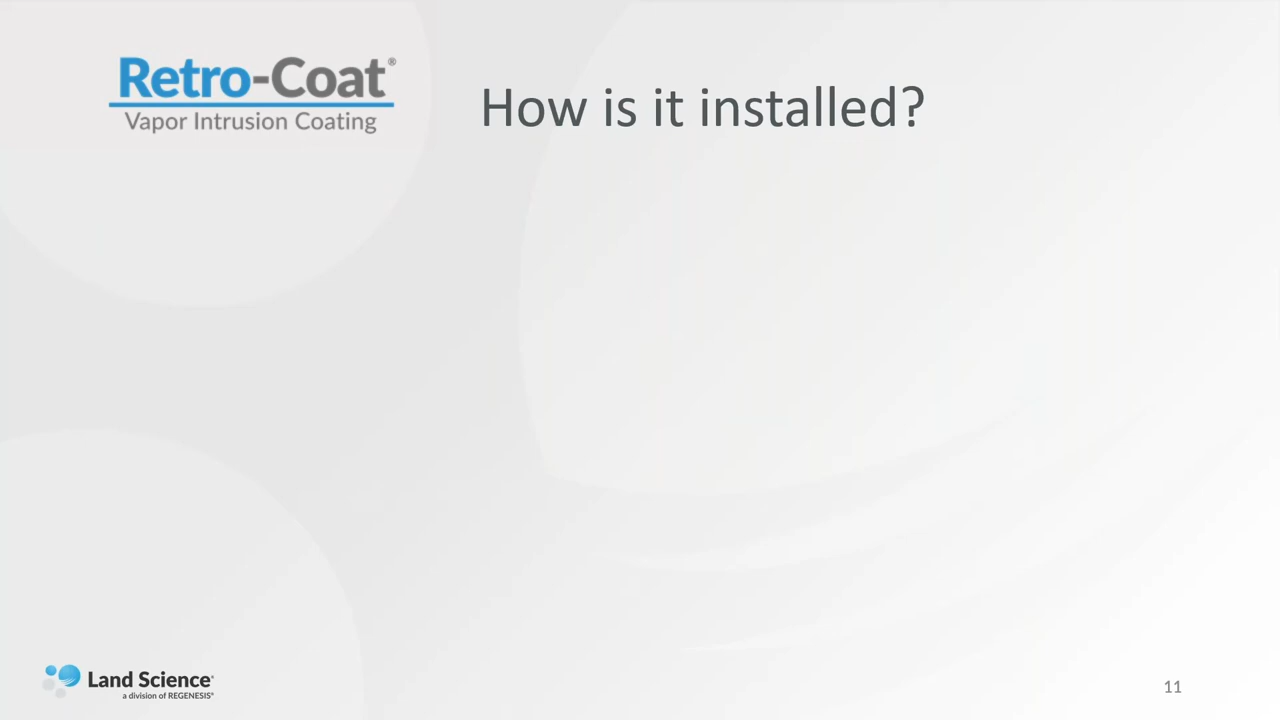 Retro-Coat®
Vapor Intrusion Coating
How is it installed?
Land Science®
a division of REGENESIS®
11